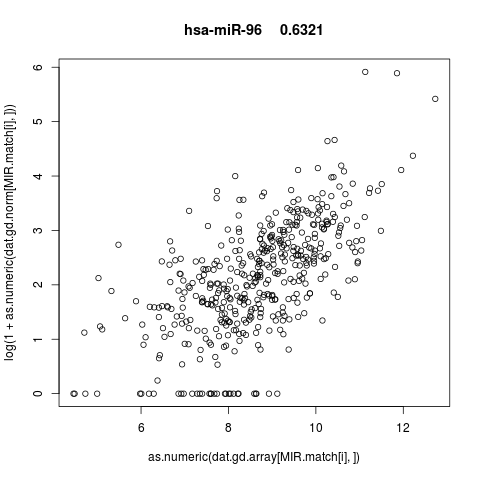 hsa-miR-96 0.6321
log(1 + as.numeric(dat.gd.norm[MIR.match[i], ]))
6
5
4
3
2
1
0
6 8 10 12
as.numeric(dat.gd.array[MIR.match[i], ])